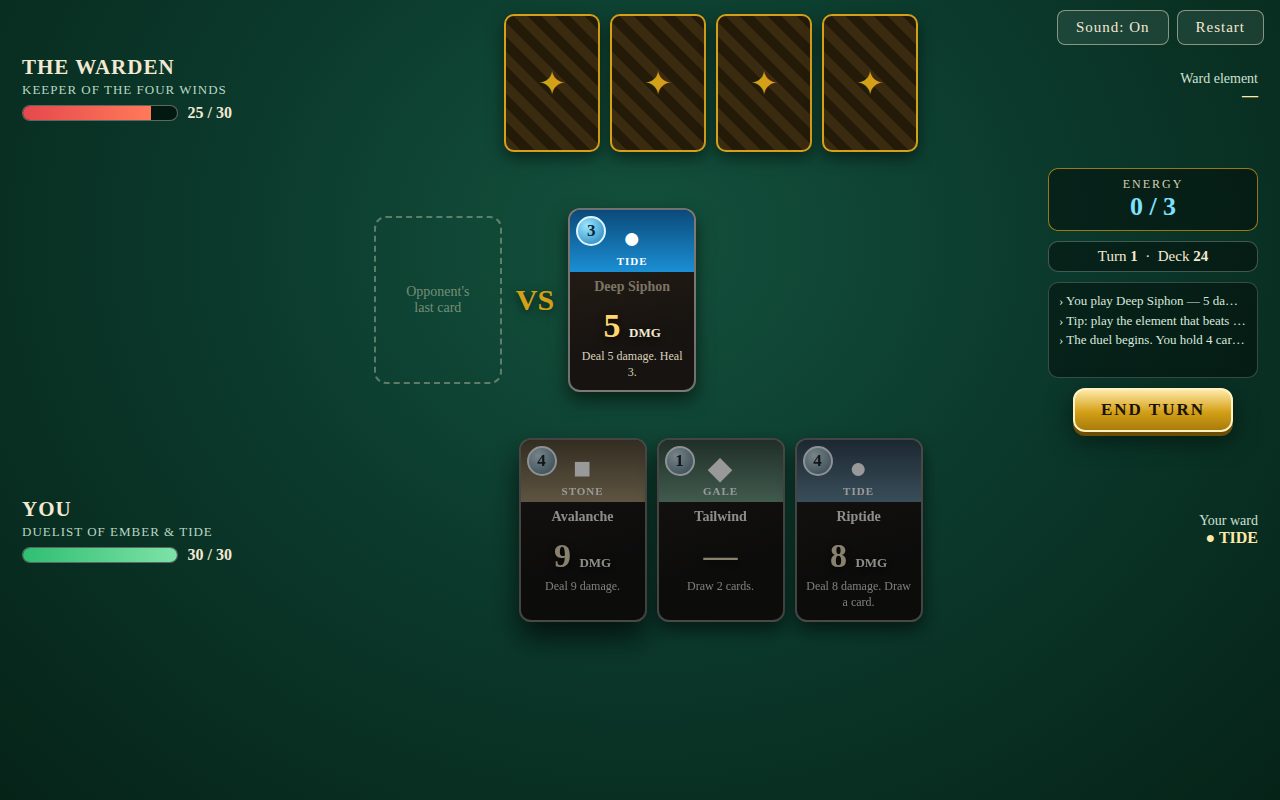 Sound: On
Restart
THE WARDEN
KEEPER OF THE FOUR WINDS
25 / 30
Ward element
—
ENERGY
0 / 3
Turn 1 · Deck 24
› You play Deep Siphon — 5 da…
› Tip: play the element that beats …
› The duel begins. You hold 4 car…
END TURN
Opponent's
last card
VS
3
TIDE
Deep Siphon
5 DMG
Deal 5 damage. Heal
3.
4
STONE
Avalanche
9 DMG
Deal 9 damage.
1
GALE
Tailwind
—
Draw 2 cards.
4
TIDE
Riptide
8 DMG
Deal 8 damage. Draw
a card.
YOU
DUELIST OF EMBER & TIDE
30 / 30
Your ward
● TIDE